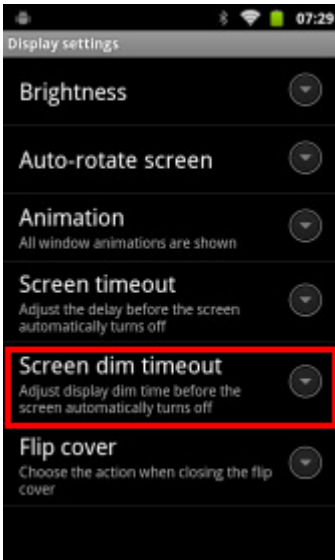 07:29
Display settings
Brightness
Auto-rotate screen
Animation
All window animations are shown
Screen timeout
Adjust the delay before the screen
automatically turns off
Screen dim timeout
Adjust display dim time before the
screen automatically turns off
Flip cover
Choose the action when closing the flip
cover